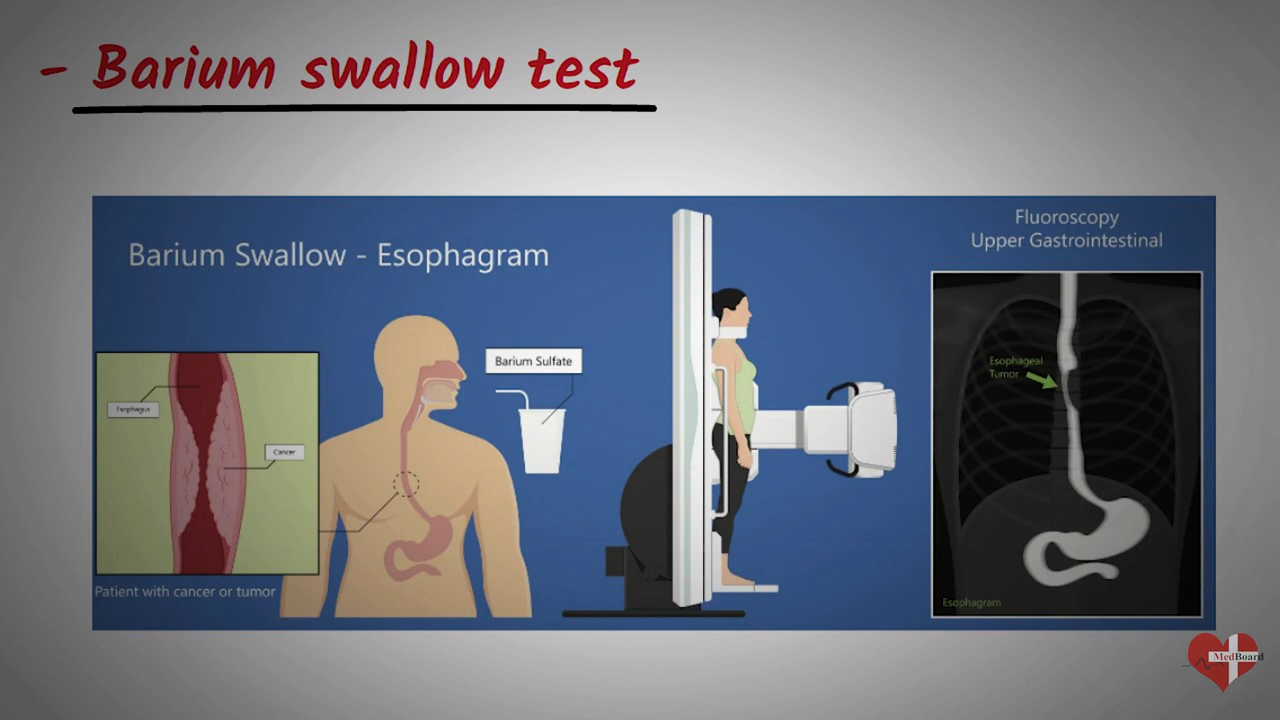 - Barium swallow test
Barium Swallow - Esophagram
Fluoroscopy
Upper Gastrointestinal
Barium Sulfate
Esophagus
Cancer
Patient with cancer or tumor
Esophageal
Tumor
Esophagram
MedBoard